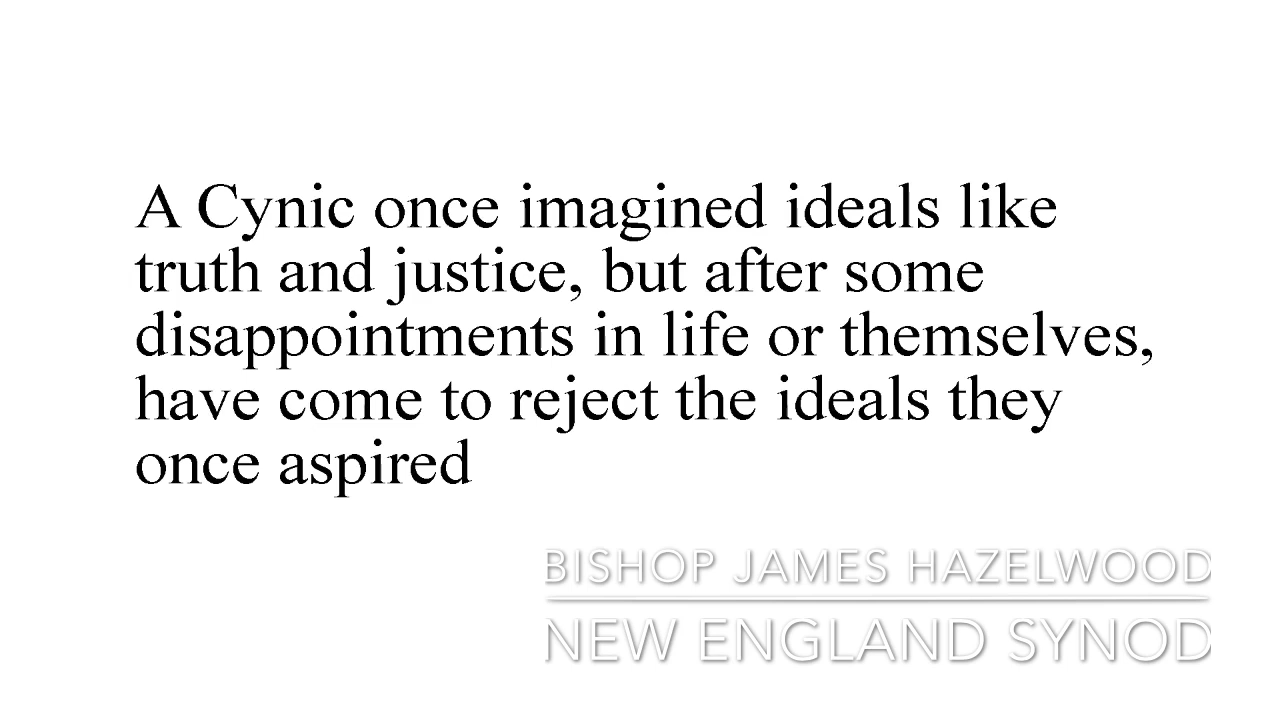 A Cynic once imagined ideals like
truth and justice, but after some
disappointments in life or themselves,
have come to reject the ideals they
once aspired
BISHOP JAMES HAZELWOOD
NEW ENGLAND SYNOD